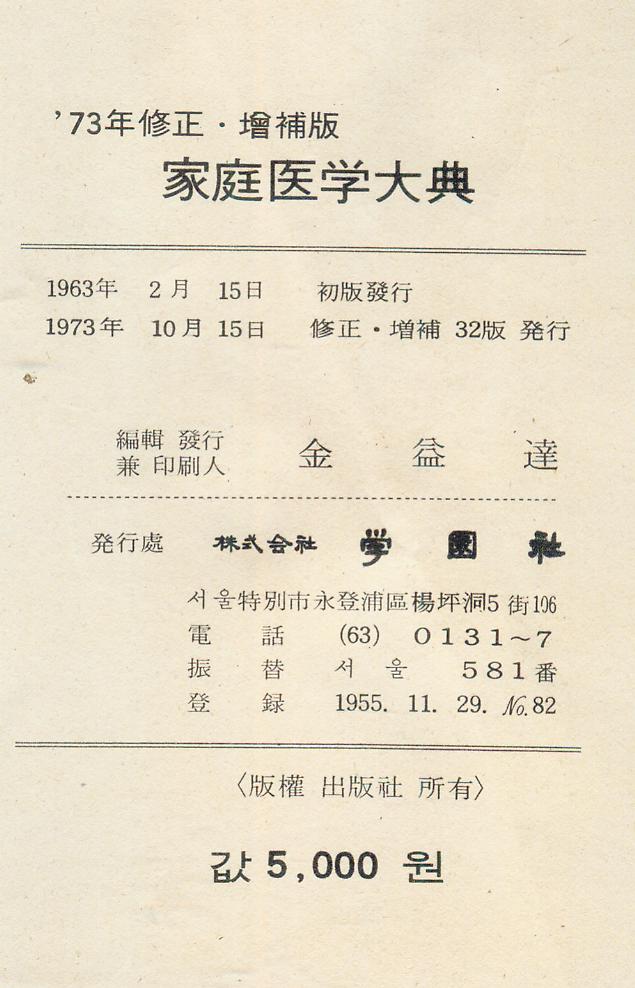 '73年修正・增補版
家庭医学大典
1963年 2月 15日 初版發行
1973年 10月 15日 修正・増補 32版 発行
編輯 發行
兼 印刷人 金益達
発行處 株式会社 学園社
서울特別市永登浦區楊坪洞5街106
電話 (63) 0131~7
振替 서울 581番
登録 1955. 11. 29. No.82
〈版權 出版社 所有〉
값 5,000 원